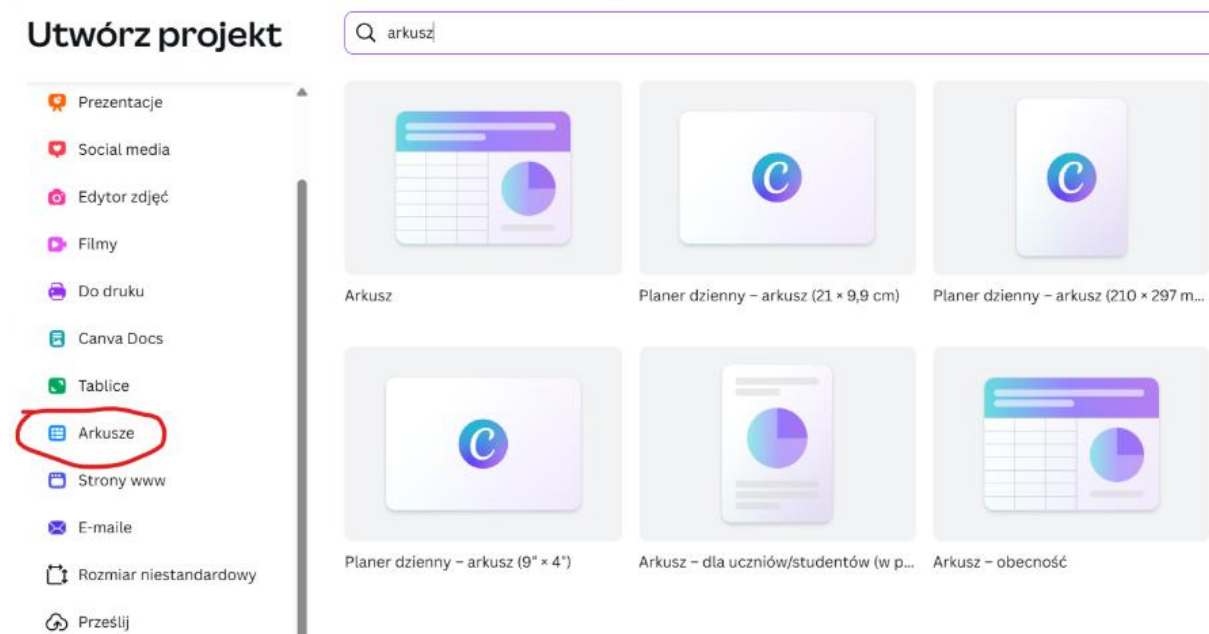 Utwórz projekt
arkusz
Prezentacje
Social media
Edytor zdjęć
Filmy
Do druku
Canva Docs
Tablice
Arkusze
Strony www
E-maile
Rozmiar niestandardowy
Prześlij
C
C
Arkusz
Planer dzienny – arkusz (21 × 9,9 cm)
Planer dzienny – arkusz (210 × 297 m...
C
Planer dzienny – arkusz (9" × 4")
Arkusz – dla uczniów/studentów (w p...
Arkusz – obecność